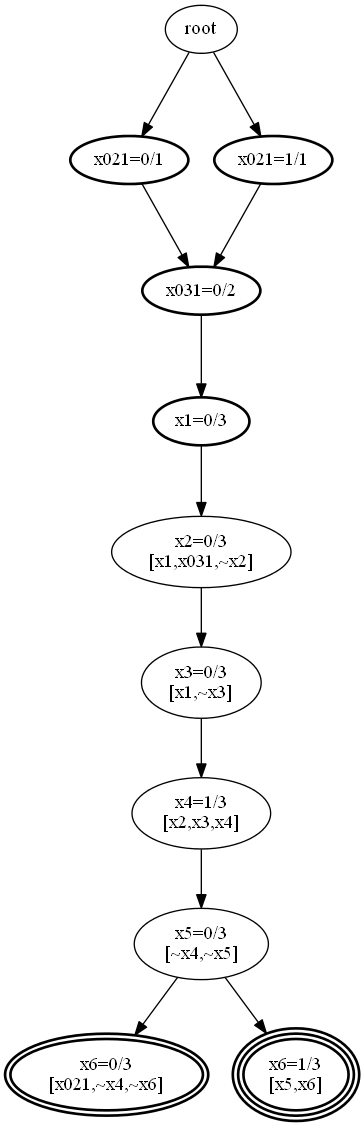 root
x021=0/1
x021=1/1
x031=0/2
x1=0/3
x2=0/3
[x1,x031,~x2]
x3=0/3
[x1,~x3]
x4=1/3
[x2,x3,x4]
x5=0/3
[~x4,~x5]
x6=0/3
[x021,~x4,~x6]
x6=1/3
[x5,x6]